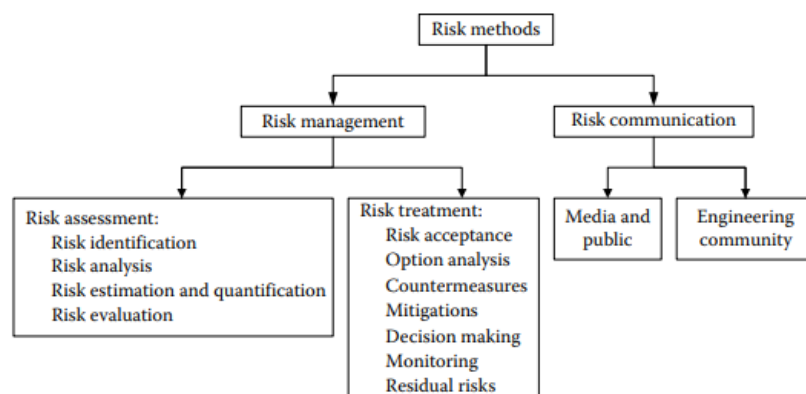 Risk methods
Risk management
Risk communication
Risk assessment:
Risk identification
Risk analysis
Risk estimation and quantification
Risk evaluation
Risk treatment:
Risk acceptance
Option analysis
Countermeasures
Mitigations
Decision making
Monitoring
Residual risks
Media and
public
Engineering
community